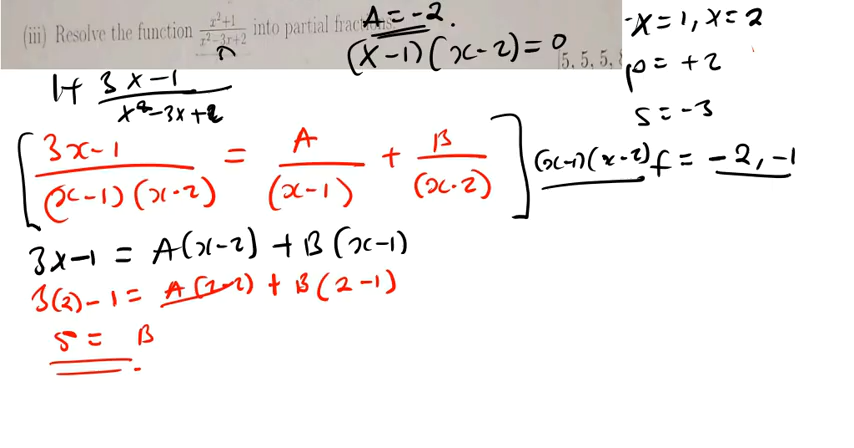 (iii) Resolve the function x²+1 / x²−3x+2 into partial fractions.
[5, 5, 5,
A = −2.
(x−1)(x−2) = 0
x = 1, x = 2
p = +2
s = −3
f = −2, −1
1+ 3x−1 / x²−3x+2
[ 3x−1 / (x−1)(x-2) = A / (x−1) + B / (x-2) ] (x−1)(x−2)
3x−1 = A(x−2) + B(x−1)
3(2)−1 = A(2−2) + B(2−1)
5 = B